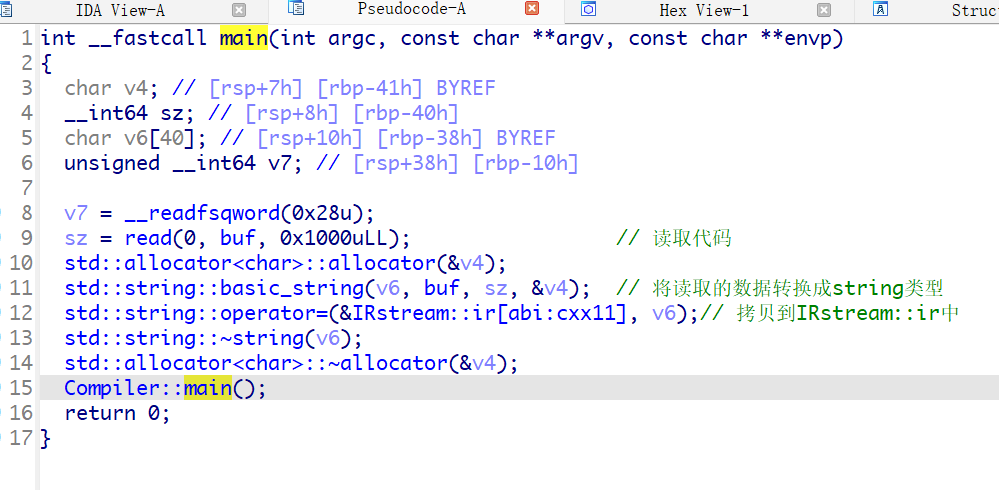 IDA View-A Pseudocode-A Hex View-1 Struc
1 int __fastcall main(int argc, const char **argv, const char **envp)
2 {
3 char v4; // [rsp+7h] [rbp-41h] BYREF
4 __int64 sz; // [rsp+8h] [rbp-40h]
5 char v6[40]; // [rsp+10h] [rbp-38h] BYREF
6 unsigned __int64 v7; // [rsp+38h] [rbp-10h]
7
8 v7 = __readfsqword(0x28u);
9 sz = read(0, buf, 0x1000uLL); // 读取代码
10 std::allocator<char>::allocator(&v4);
11 std::string::basic_string(v6, buf, sz, &v4); // 将读取的数据转换成string类型
12 std::string::operator=(&IRstream::ir[abi:cxx11], v6);// 拷贝到IRstream::ir中
13 std::string::~string(v6);
14 std::allocator<char>::~allocator(&v4);
15 Compiler::main();
16 return 0;
17 }